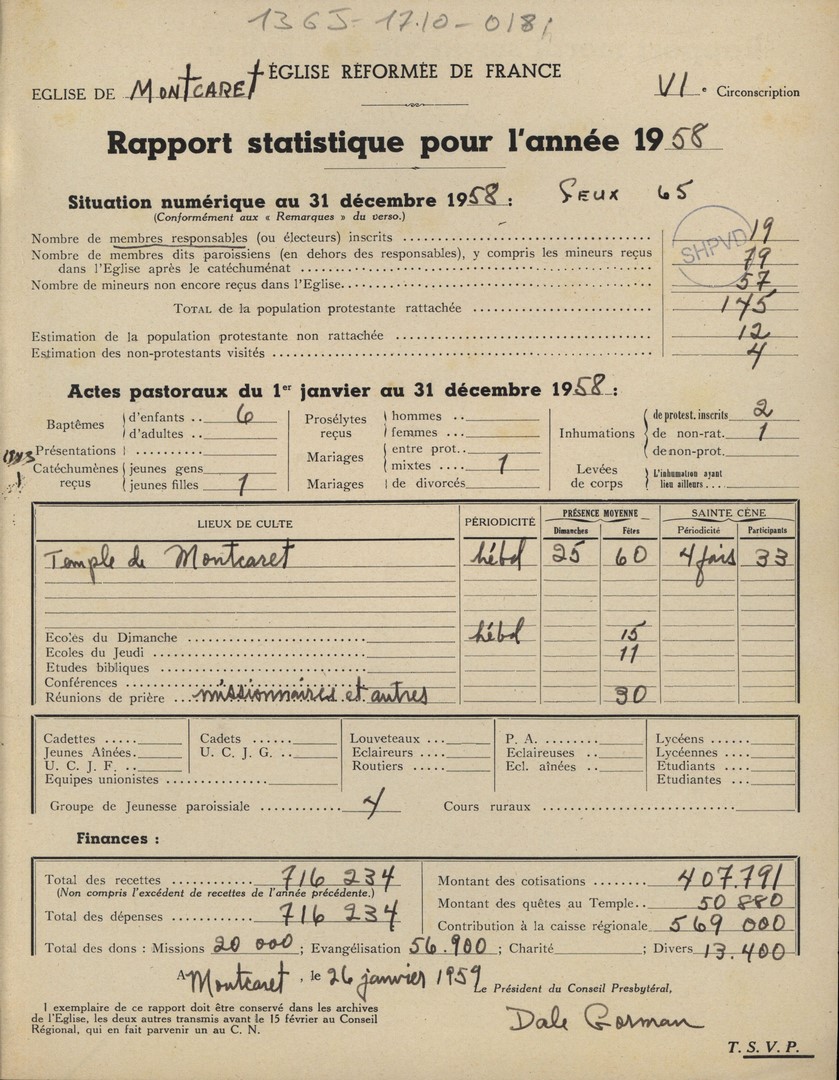 1365-17.10-018;
ÉGLISE RÉFORMÉE DE FRANCE
EGLISE DE Montcaret
VI e Circonscription
Rapport statistique pour l'année 1958
Situation numérique au 31 décembre 1958 : Feux 65
(Conformément aux « Remarques » du verso.)
SHPVD
Nombre de membres responsables (ou électeurs) inscrits 19
Nombre de membres dits paroissiens (en dehors des responsables), y compris les mineurs reçus
dans l'Eglise après le catéchuménat 79
Nombre de mineurs non encore reçus dans l'Eglise 57
TOTAL de la population protestante rattachée 145
Estimation de la population protestante non rattachée 12
Estimation des non-protestants visités 4
Actes pastoraux du 1er janvier au 31 décembre 1958 :
Baptêmes
d'enfants .. 6
d'adultes ..
Présentations
Catéchumènes reçus
jeunes gens
jeunes filles 1
Prosélytes reçus
hommes ..
femmes ..
Mariages
entre prot..
mixtes .... 1
Mariages
de divorcés
Inhumations
de protest. inscrits 2
de non-rat. 1
de non-prot.
Levées de corps
L'inhumation ayant
lieu ailleurs ....
LIEUX DE CULTE
PÉRIODICITÉ
PRÉSENCE MOYENNE
Dimanches Fêtes
SAINTE CÈNE
Périodicité Participants
Temple de Montcaret hébd 25 60 4 fois 33
Ecoles du Dimanche hébd 15
Ecoles du Jeudi 11
Etudes bibliques
Conférences
Réunions de prière ... missionnaires et autres 30
Cadettes .....
Jeunes Aînées.
U. C. J. F. ..
Equipes unionistes
Cadets .....
U. C. J. G. ..
Louveteaux ...
Eclaireurs ....
Routiers .....
P. A. ........
Eclaireuses ..
Ecl. aînées ..
Lycéens .....
Lycéennes ....
Etudiants ....
Etudiantes ...
Groupe de Jeunesse paroissiale 4
Cours ruraux
Finances :
Total des recettes 716 234
(Non compris l'excédent de recettes de l'année précédente.)
Total des dépenses 716 234
Montant des cotisations 407.791
Montant des quêtes au Temple.. 50 880
Contribution à la caisse régionale 569 000
Total des dons : Missions 20 000 ; Evangélisation 56.900 ; Charité ; Divers 13.400
A Montcaret, le 26 janvier 1959
Le Président du Conseil Presbytéral,
1 exemplaire de ce rapport doit être conservé dans les archives
de l'Eglise, les deux autres transmis avant le 15 février au Conseil
Régional, qui en fait parvenir un au C. N.
Dale Gorman
T. S. V. P.